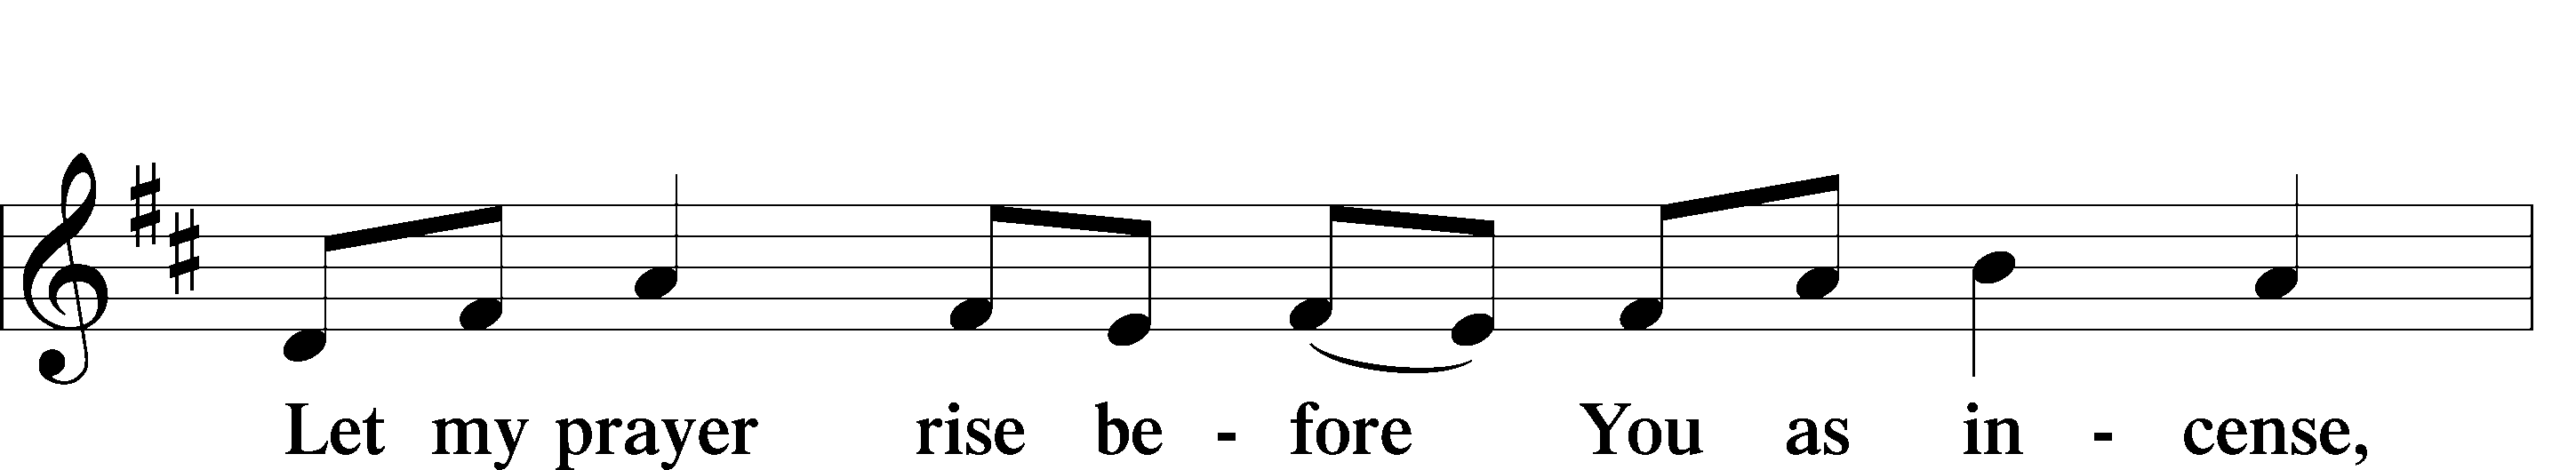 Let my prayer rise be - fore You as in - cense,